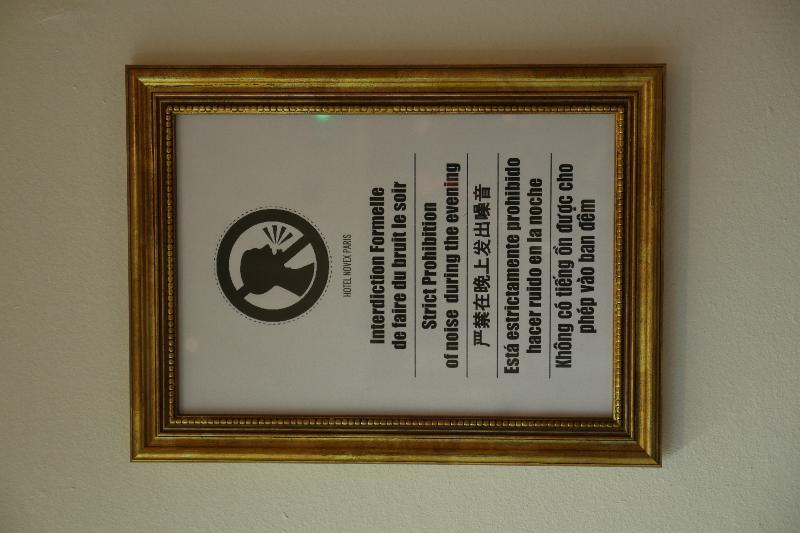 HOTEL NOVEX PARIS
Interdiction Formelle
de faire du bruit le soir
Strict Prohibition
of noise during the evening
严禁在晚上发出噪音
Está estrictamente prohibido
hacer ruido en la noche
Không có tiếng ồn được cho
phép vào ban đêm